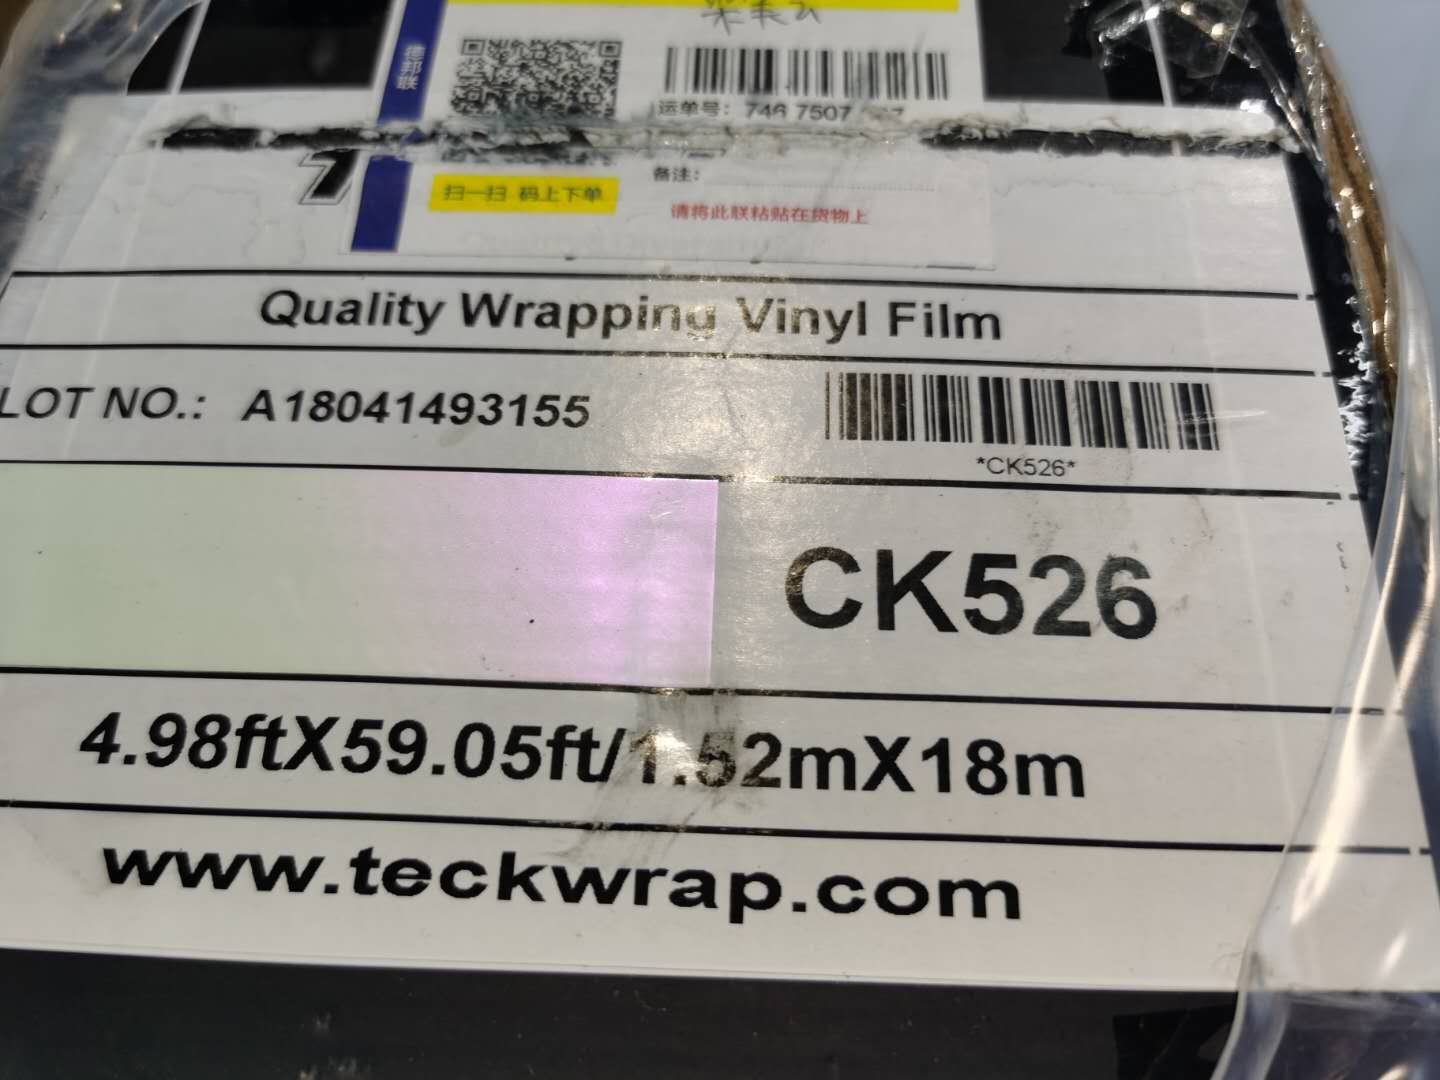 德邦联
运单号: 746 7507
备注:
扫一扫 码上下单
请将此联粘贴在货物上
Quality Wrapping Vinyl Film
LOT NO.: A18041493155
*CK526*
CK526
4.98ftX59.05ft/1.52mX18m
www.teckwrap.com